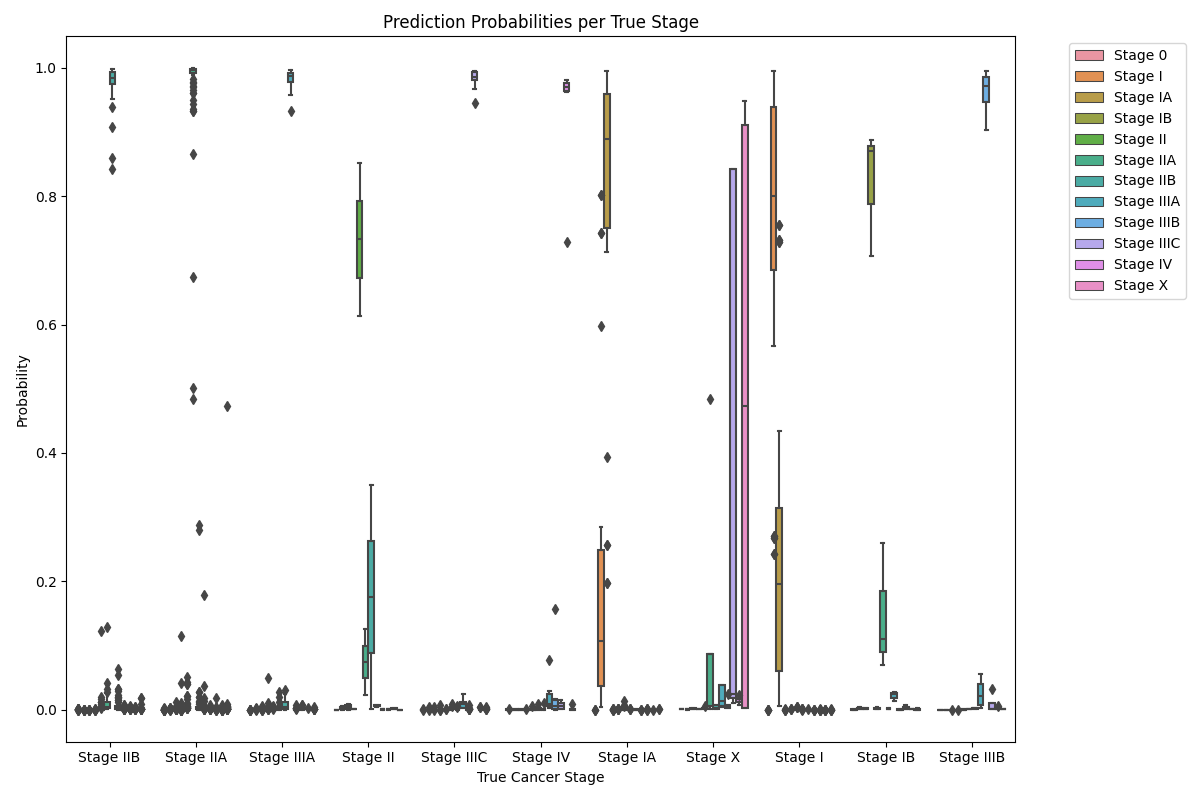 Prediction Probabilities per True Stage
Probability
1.0
0.8
0.6
0.4
0.2
0.0
Stage IIB
Stage IIA
Stage IIIA
Stage II
Stage IIIC
Stage IV
Stage IA
Stage X
Stage I
Stage IB
Stage IIIB
True Cancer Stage
Stage 0
Stage I
Stage IA
Stage IB
Stage II
Stage IIA
Stage IIB
Stage IIIA
Stage IIIB
Stage IIIC
Stage IV
Stage X